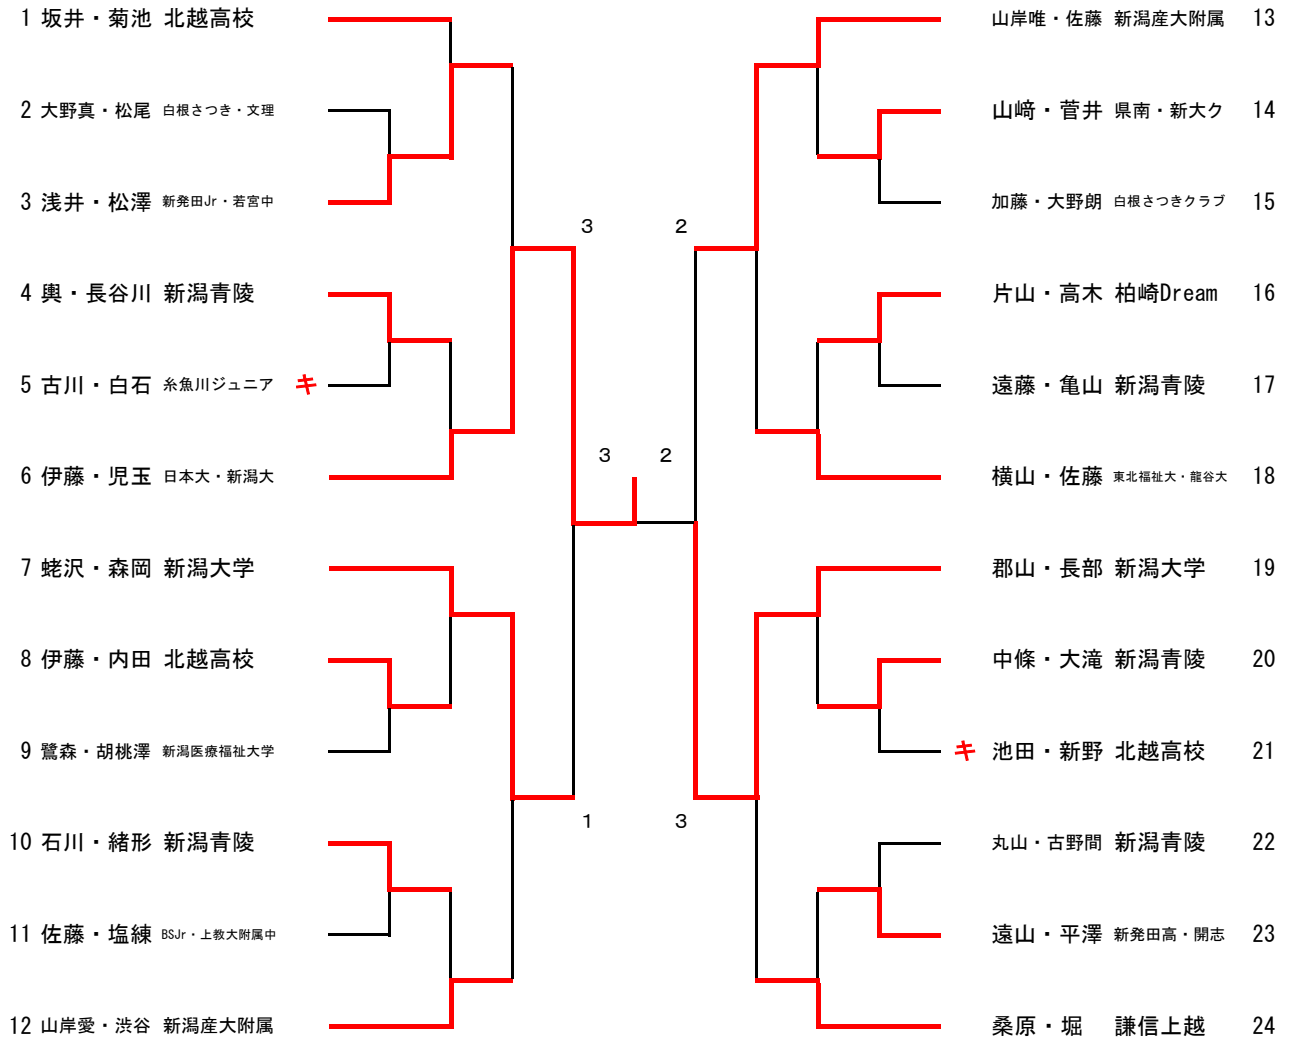 1 坂井・菊池 北越高校
2 大野真・松尾 白根さつき・文理
3 浅井・松澤 新発田Jr・若宮中
4 輿・長谷川 新潟青陵
5 古川・白石 糸魚川ジュニア キ
6 伊藤・児玉 日本大・新潟大
7 蛯沢・森岡 新潟大学
8 伊藤・内田 北越高校
9 鷺森・胡桃澤 新潟医療福祉大学
10 石川・緒形 新潟青陵
11 佐藤・塩練 BSJr・上教大附属中
12 山岸愛・渋谷 新潟産大附属
3 2
3 2
1 3
山岸唯・佐藤 新潟産大附属 13
山﨑・菅井 県南・新大ク 14
加藤・大野朗 白根さつきクラブ 15
片山・高木 柏崎Dream 16
遠藤・亀山 新潟青陵 17
横山・佐藤 東北福祉大・龍谷大 18
郡山・長部 新潟大学 19
中條・大滝 新潟青陵 20
キ 池田・新野 北越高校 21
丸山・古野間 新潟青陵 22
遠山・平澤 新発田高・開志 23
桑原・堀 謙信上越 24